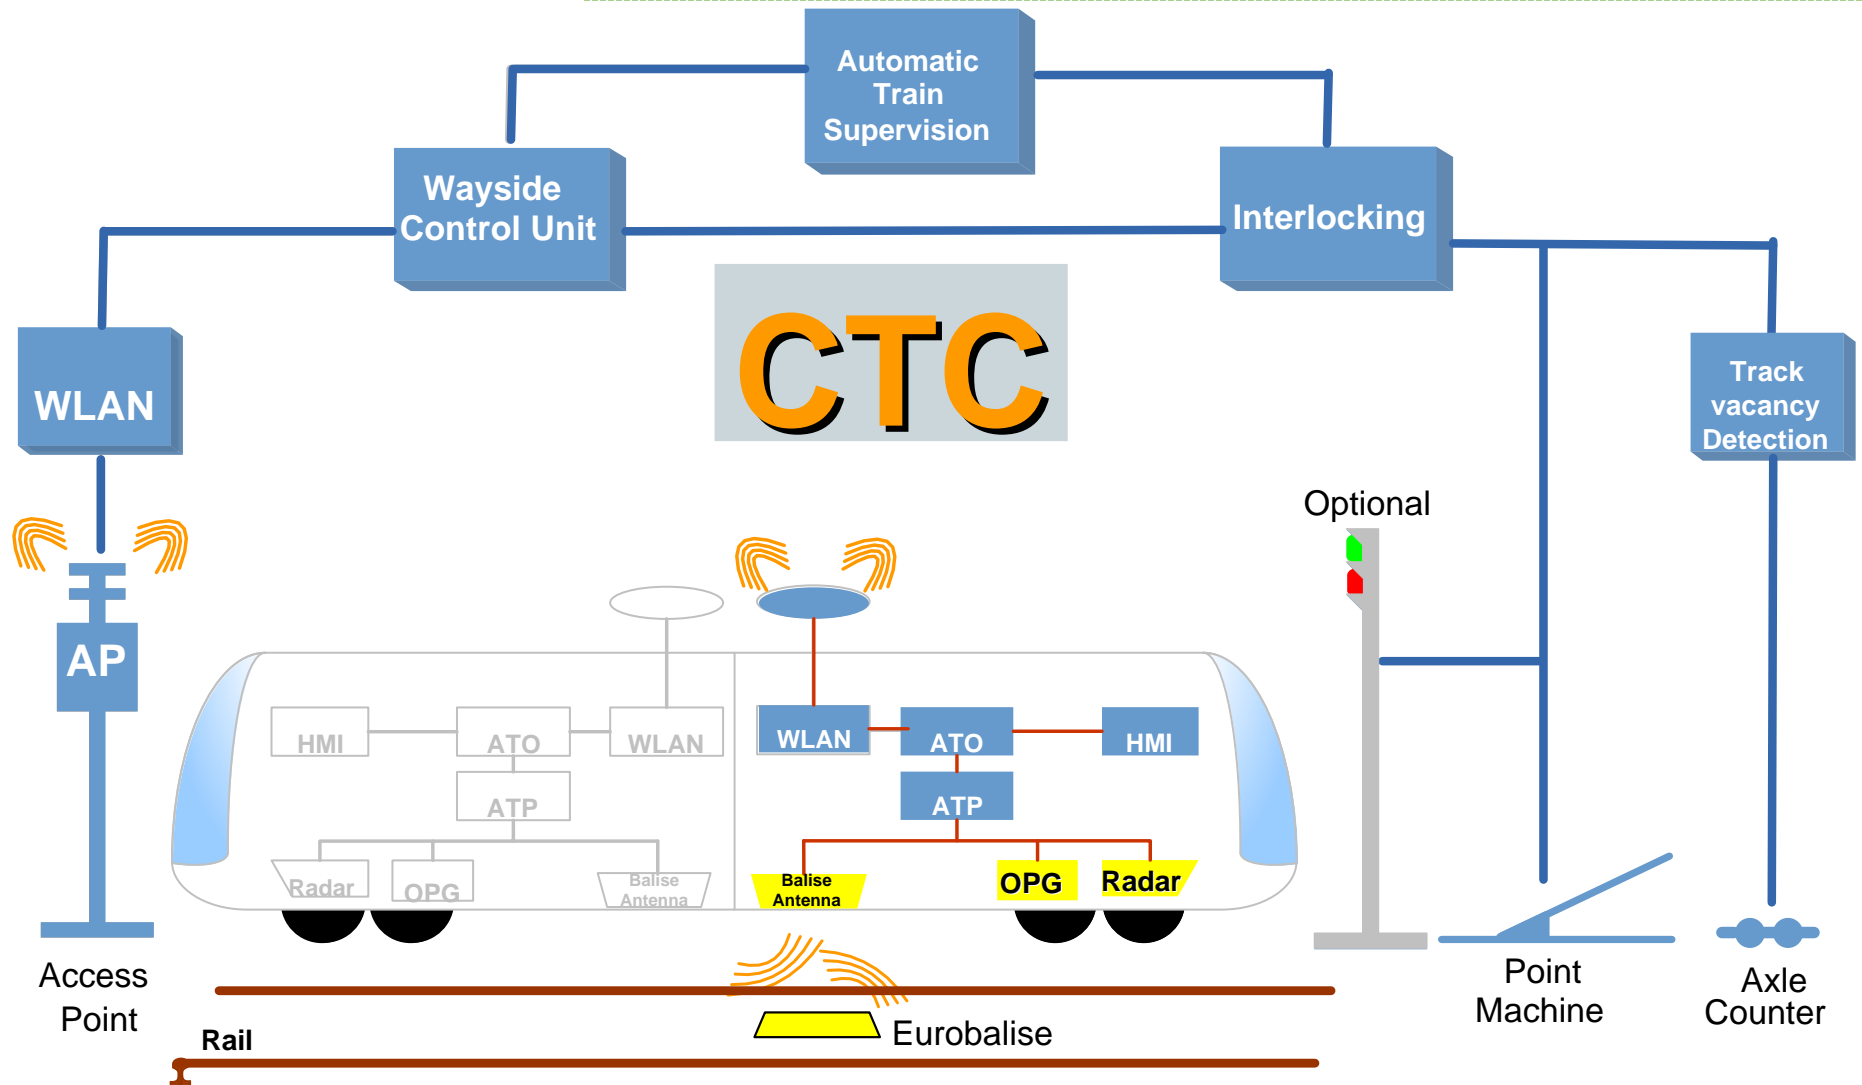 Automatic
Train
Supervision
Wayside
Control Unit
Interlocking
CTC
WLAN
Track
vacancy
Detection
Optional
AP
HMI
ATO
WLAN
WLAN
ATO
HMI
ATP
ATP
Radar
OPG
Balise
Antenna
Balise
Antenna
OPG
Radar
Access
Point
Point
Machine
Axle
Counter
Eurobalise
Rail